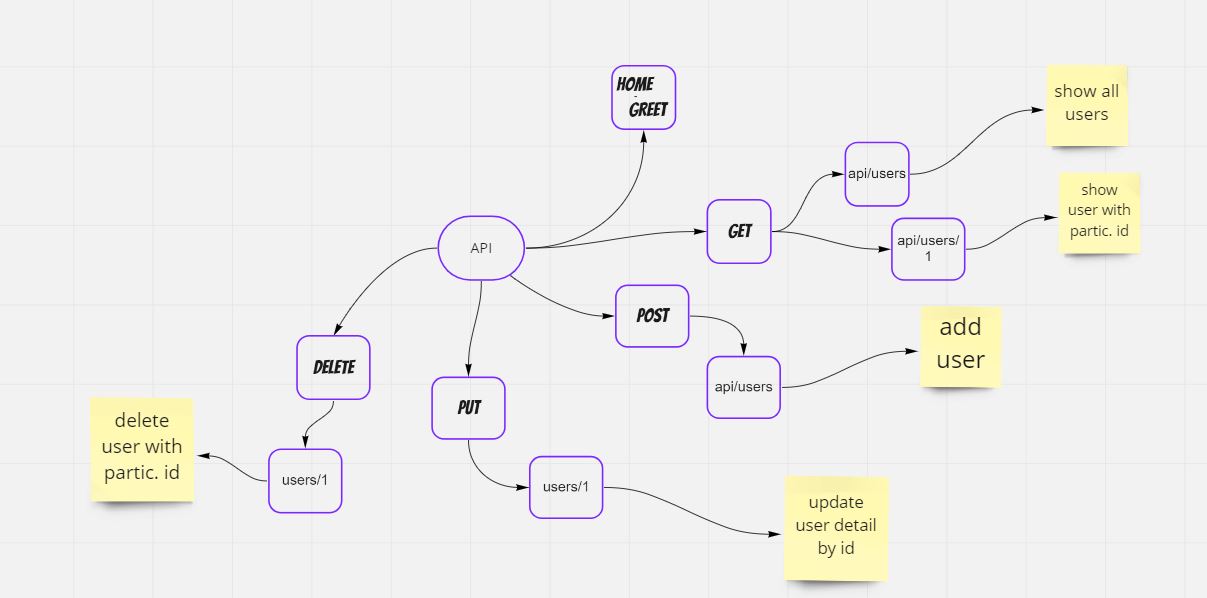 HOME
-
GREET
show all
users
api/users
show
user with
partic. id
GET
api/users/
1
API
POST
add
user
api/users
DELETE
PUT
delete
user with
partic. id
users/1
users/1
update
user detail
by id